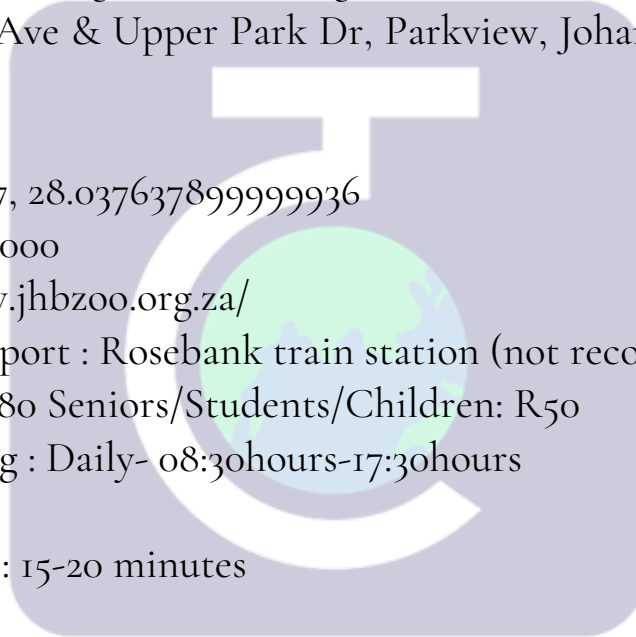 Ave & Upper Park Dr, Parkview, Joha
7, 28.037637899999936
000
.jhbzoo.org.za/
port : Rosebank train station (not reco
80 Seniors/Students/Children: R50
g : Daily- 08:30hours-17:30hours
: 15-20 minutes